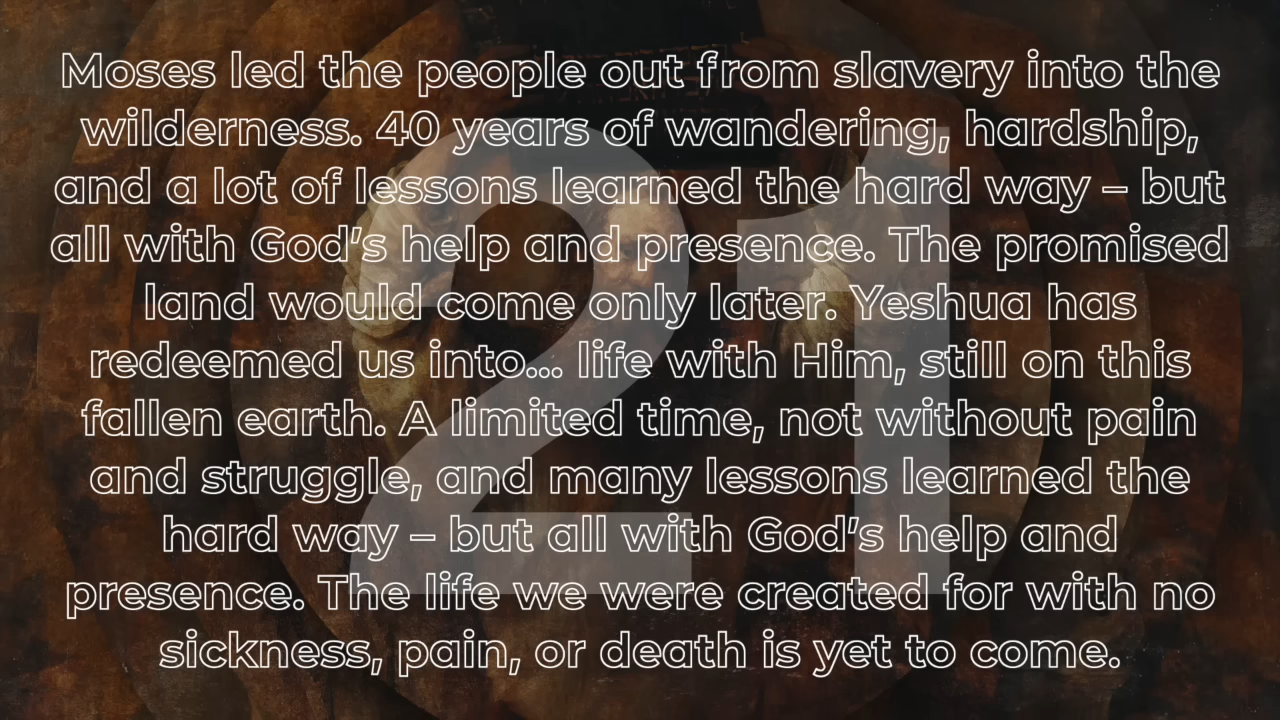 Moses led the people out from slavery into the
wilderness. 40 years of wandering, hardship,
and a lot of lessons learned the hard way – but
all with God’s help and presence. The promised
land would come only later. Yeshua has
redeemed us into... life with Him, still on this
fallen earth. A limited time, not without pain
and struggle, and many lessons learned the
hard way – but all with God’s help and
presence. The life we were created for with no
sickness, pain, or death is yet to come.
21